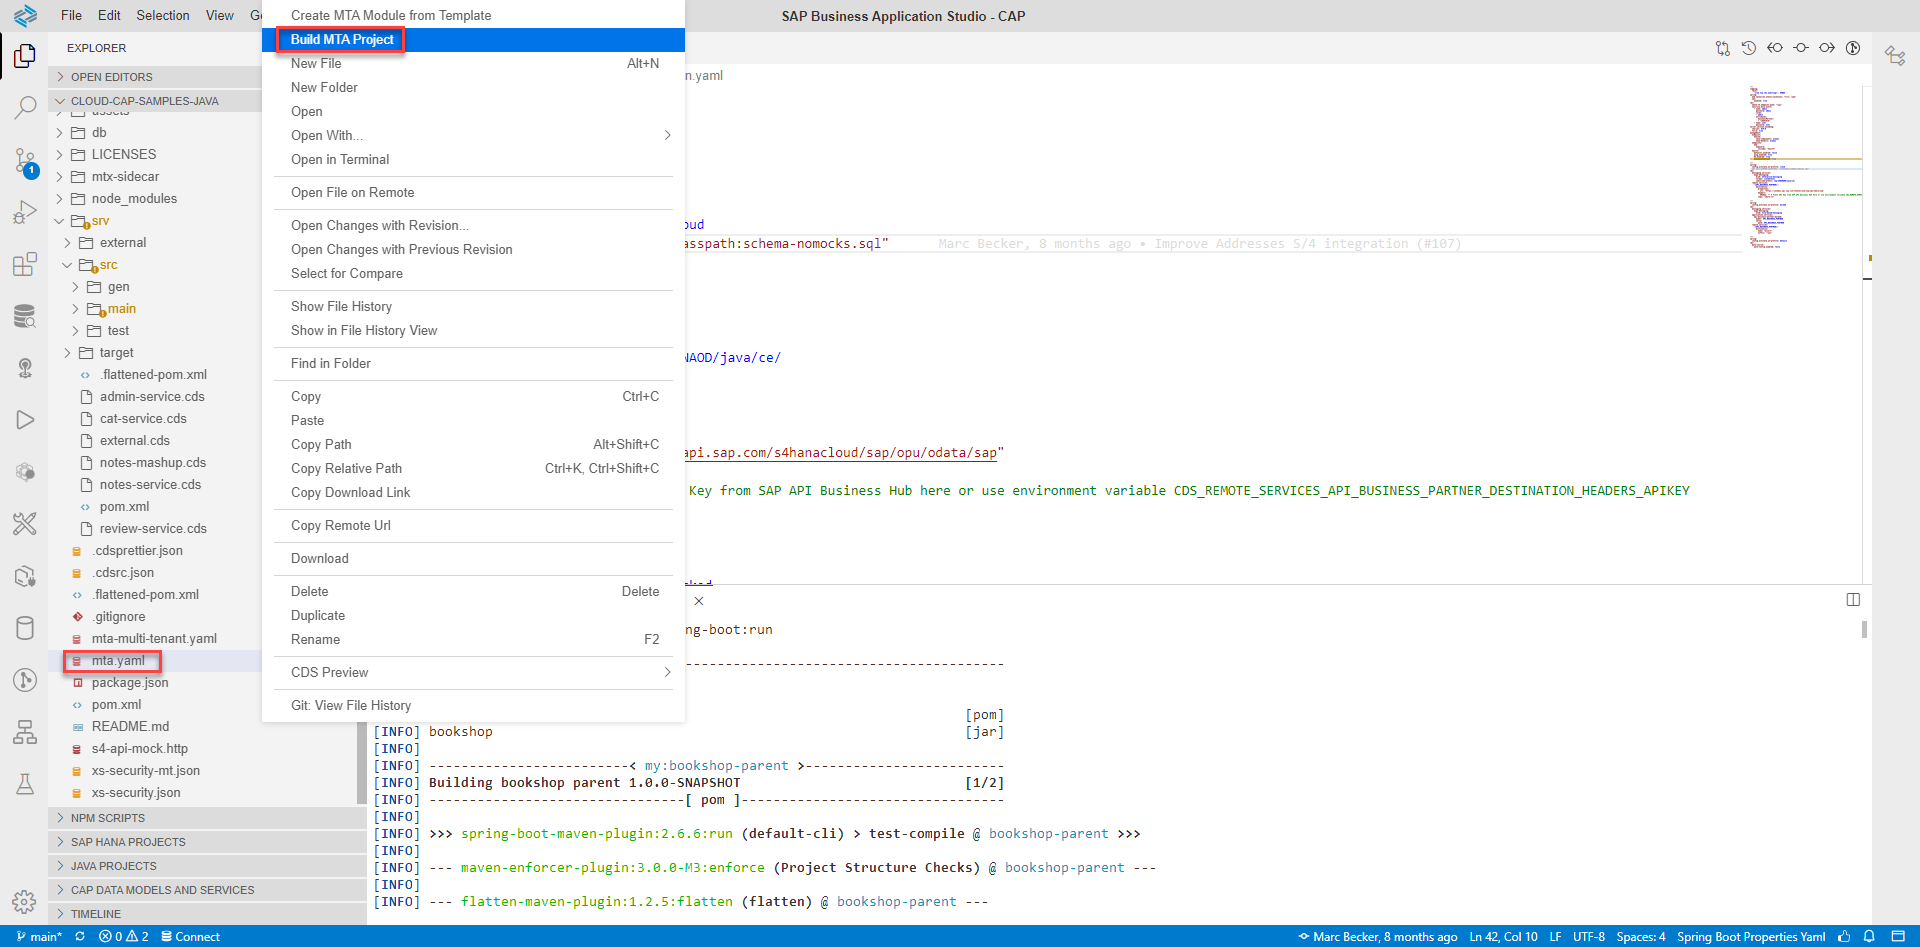 File Edit Selection View
SAP Business Application Studio - CAP
EXPLORER
OPEN EDITORS
CLOUD-CAP-SAMPLES-JAVA
assets
db
LICENSES
mtx-sidecar
node_modules
srv
external
src
gen
main
test
target
.flattened-pom.xml
admin-service.cds
cat-service.cds
external.cds
notes-mashup.cds
notes-service.cds
pom.xml
review-service.cds
.cdsprettier.json
.cdsrc.json
.flattened-pom.xml
.gitignore
mta-multi-tenant.yaml
mta.yaml
package.json
pom.xml
README.md
s4-api-mock.http
xs-security-mt.json
xs-security.json
NPM SCRIPTS
SAP HANA PROJECTS
JAVA PROJECTS
CAP DATA MODELS AND SERVICES
TIMELINE
1
Create MTA Module from Template
Build MTA Project
New File Alt+N
New Folder
Open
Open With...
Open in Terminal
Open File on Remote
Open Changes with Revision...
Open Changes with Previous Revision
Select for Compare
Show File History
Show in File History View
Find in Folder
Copy Ctrl+C
Paste
Copy Path Alt+Shift+C
Copy Relative Path Ctrl+K, Ctrl+Shift+C
Copy Download Link
Copy Remote Url
Download
Delete Delete
Duplicate
Rename F2
CDS Preview
Git: View File History
n.yaml
oud
asspath:schema-nomocks.sql" Marc Becker, 8 months ago • Improve Addresses S/4 integration (#107)
NAOD/java/ce/
api.sap.com/s4hanacloud/sap/opu/odata/sap"
Key from SAP API Business Hub here or use environment variable CDS_REMOTE_SERVICES_API_BUSINESS_PARTNER_DESTINATION_HEADERS_APIKEY
ng-boot:run
----------------------------------------
[pom]
[INFO] bookshop [jar]
[INFO]
[INFO] -------------------------< my:bookshop-parent >-------------------------
[INFO] Building bookshop parent 1.0.0-SNAPSHOT [1/2]
[INFO] --------------------------------[ pom ]---------------------------------
[INFO]
[INFO] >>> spring-boot-maven-plugin:2.6.6:run (default-cli) > test-compile @ bookshop-parent >>>
[INFO]
[INFO] --- maven-enforcer-plugin:3.0.0-M3:enforce (Project Structure Checks) @ bookshop-parent ---
[INFO]
[INFO] --- flatten-maven-plugin:1.2.5:flatten (flatten) @ bookshop-parent ---
main* 0 2 Connect
Marc Becker, 8 months ago Ln 42, Col 10 LF UTF-8 Spaces: 4 Spring Boot Properties Yaml